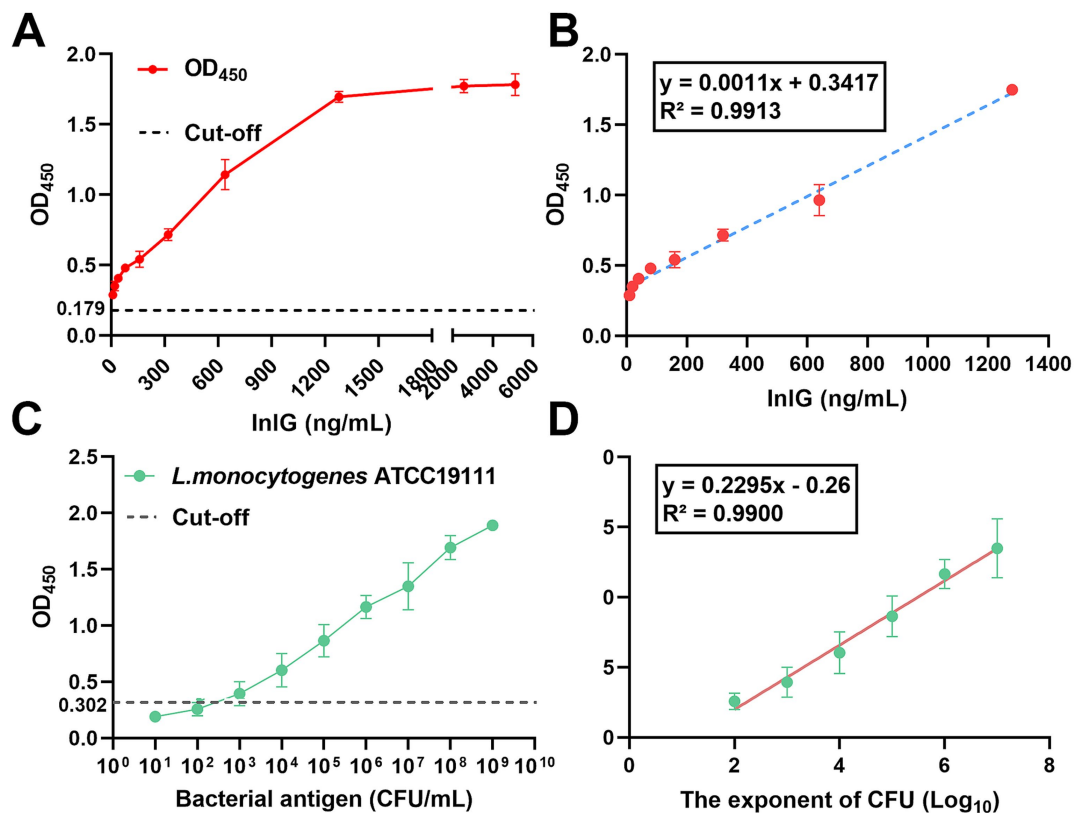 A
2.0
1.5
1.0
0.5
0.179
0.0
OD450
OD450
Cut-off
0
300
600
900
1200
1500
1800
2000
4000
6000
InlG (ng/mL)
B
2.0
1.5
1.0
0.5
0.0
OD450
y = 0.0011x + 0.3417
R² = 0.9913
0 200 400 600 800 1000 1200 1400
InlG (ng/mL)
C
2.5
2.0
1.5
1.0
0.5
0.302
0.0
OD450
L.monocytogenes ATCC19111
Cut-off
10⁰ 10¹ 10² 10³ 10⁴ 10⁵ 10⁶ 10⁷ 10⁸ 10⁹ 10¹⁰
Bacterial antigen (CFU/mL)
D
0
5
0
5
0
y = 0.2295x - 0.26
R² = 0.9900
0 2 4 6 8
The exponent of CFU (Log10)